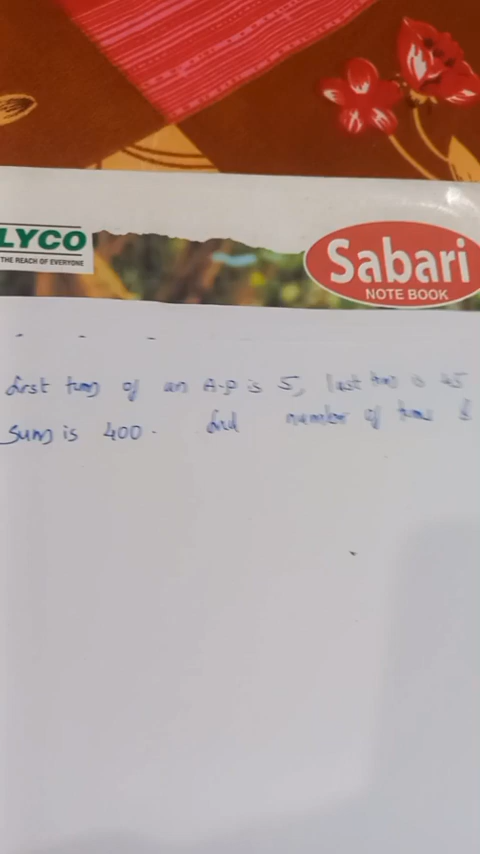 LYCO
THE REACH OF EVERYONE
Sabari
NOTE BOOK
first term of an A.P is 5, last term is 45
Sum is 400. find number of terms &